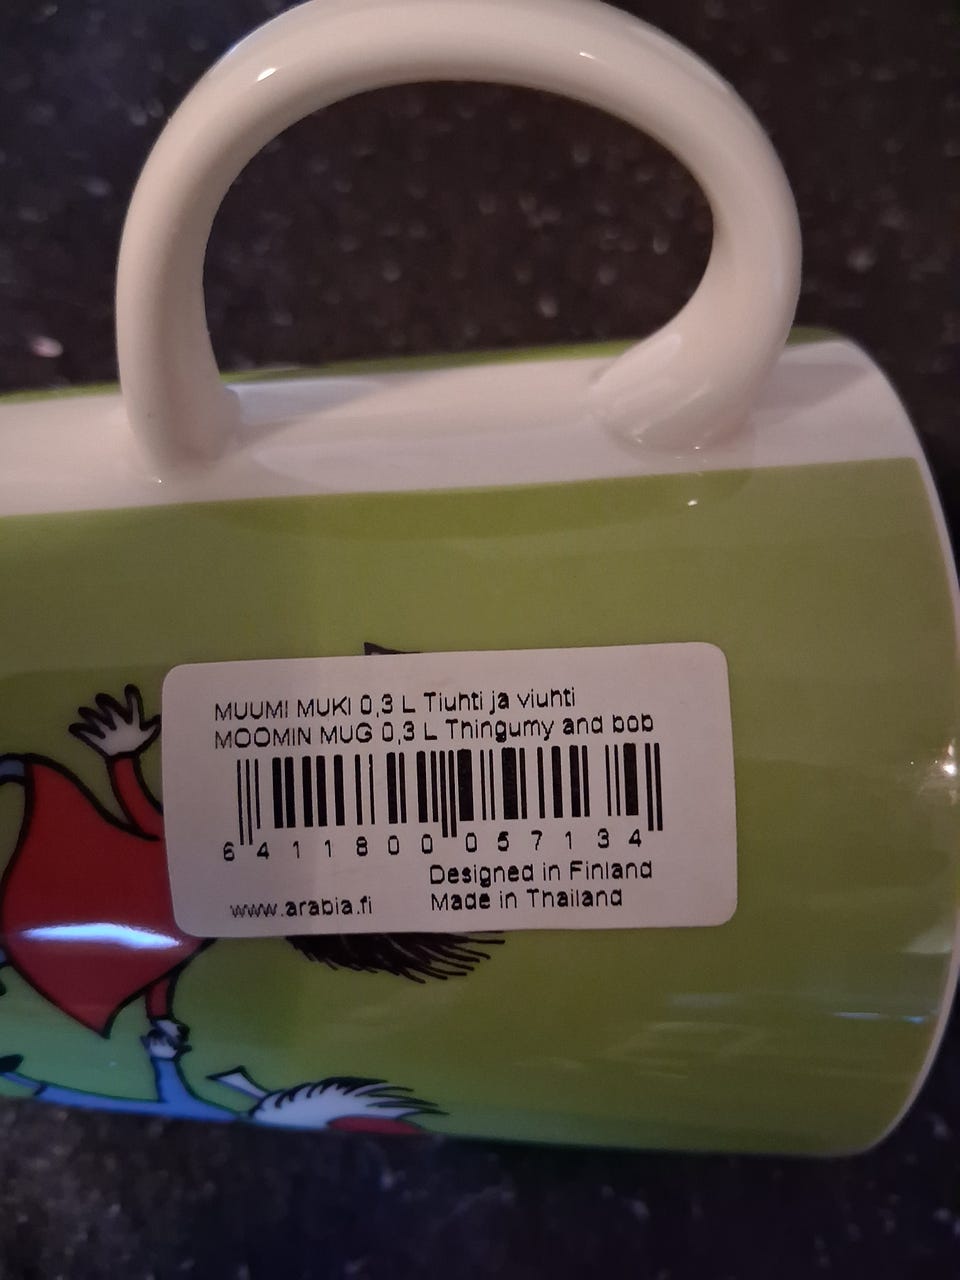 MUUMI MUKI 0,3 L Tiuhti ja viuhti
MOOMIN MUG 0,3 L Thingumy and bob
6 411800 057134
Designed in Finland
www.arabia.fi Made in Thailand